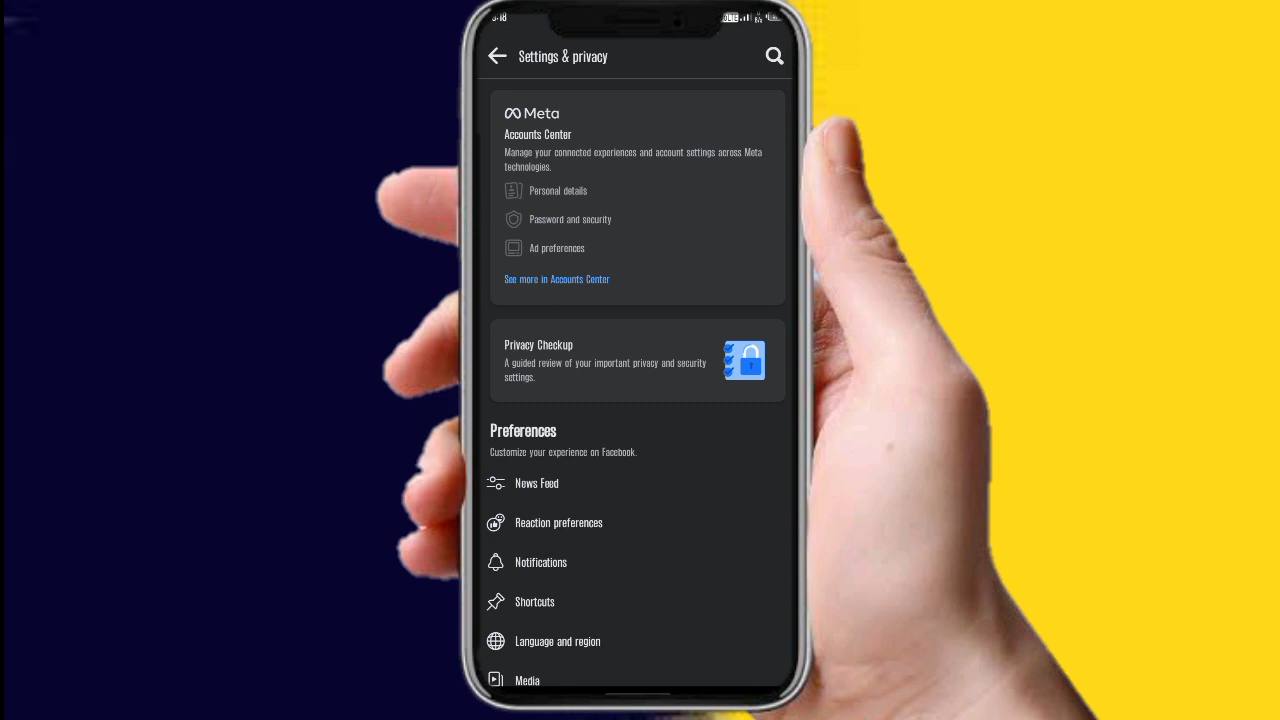 Settings & privacy
Meta
Accounts Center
Manage your connected experiences and account settings across Meta
technologies.
Personal details
Password and security
Ad preferences
See more in Accounts Center
Privacy Checkup
A guided review of your important privacy and security
settings.
Preferences
Customize your experience on Facebook.
News Feed
Reaction preferences
Notifications
Shortcuts
Language and region
Media